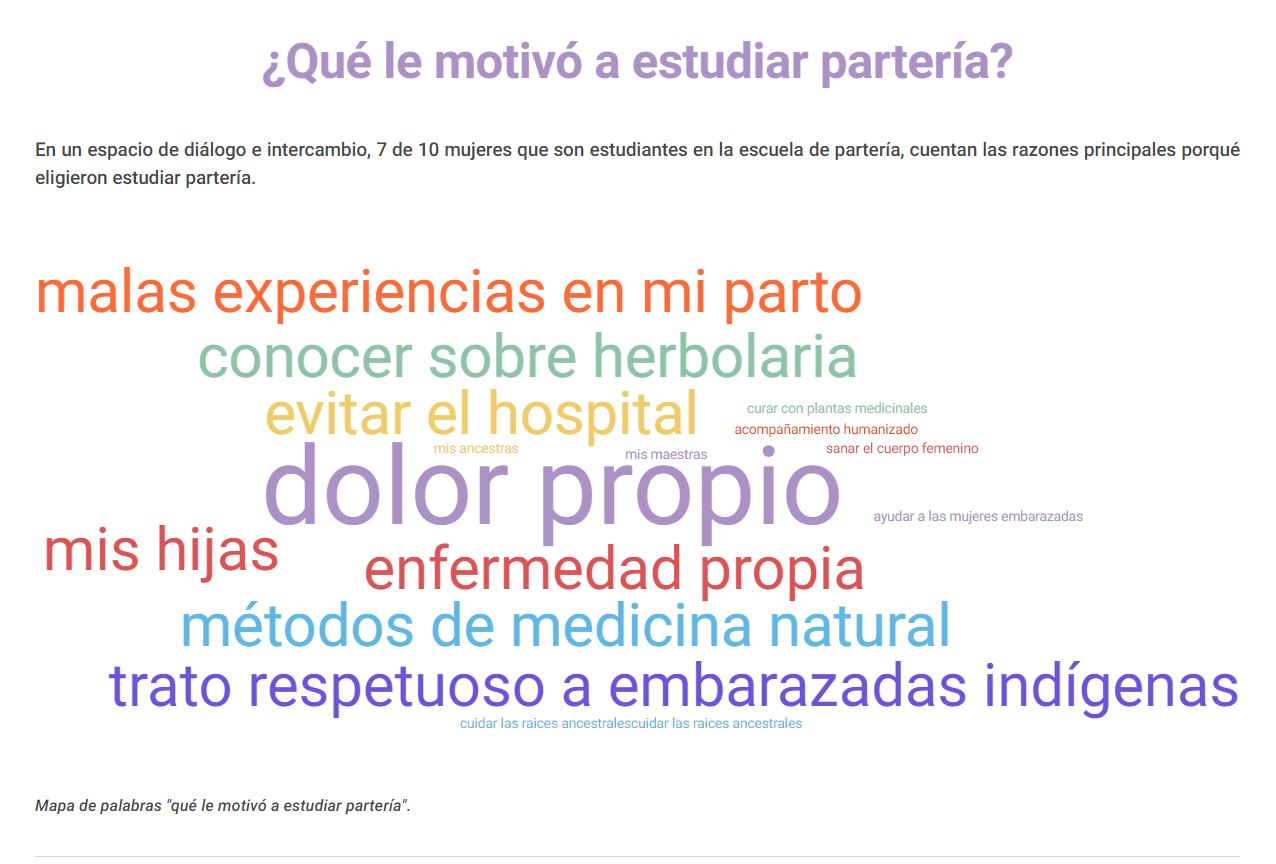 ¿Qué le motivó a estudiar partería?
En un espacio de diálogo e intercambio, 7 de 10 mujeres que son estudiantes en la escuela de partería, cuentan las razones principales porqué
eligieron estudiar partería.
malas experiencias en mi parto
conocer sobre herbolaria
evitar el hospital
curar con plantas medicinales
acompañamiento humanizado
mis ancestras
mis maestras
sanar el cuerpo femenino
dolor propio
ayudar a las mujeres embarazadas
mis hijas
enfermedad propia
métodos de medicina natural
trato respetuoso a embarazadas indígenas
cuidar las raices ancestralescuidar las raices ancestrales
Mapa de palabras "qué le motivó a estudiar partería".